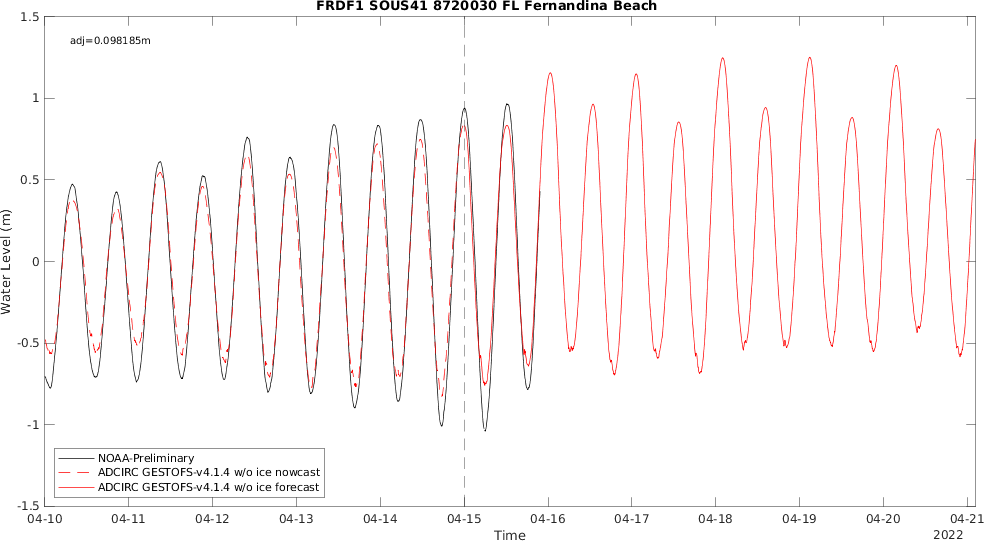 FRDF1 SOUS41 8720030 FL Fernandina Beach
adj=0.098185m
1.5
1
0.5
0
-0.5
-1
-1.5
Water Level (m)
NOAA-Preliminary
ADCIRC GESTOFS-v4.1.4 w/o ice nowcast
ADCIRC GESTOFS-v4.1.4 w/o ice forecast
04-10 04-11 04-12 04-13 04-14 04-15 04-16 04-17 04-18 04-19 04-20 04-21
Time
2022